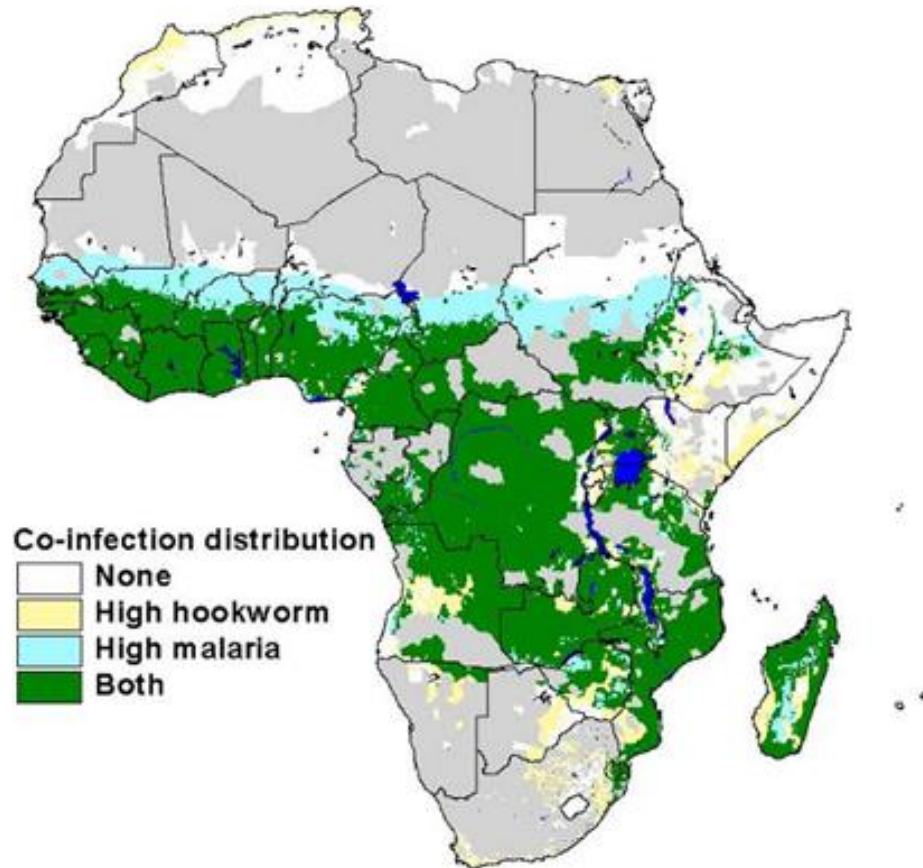 Co-infection distribution
None
High hookworm
High malaria
Both